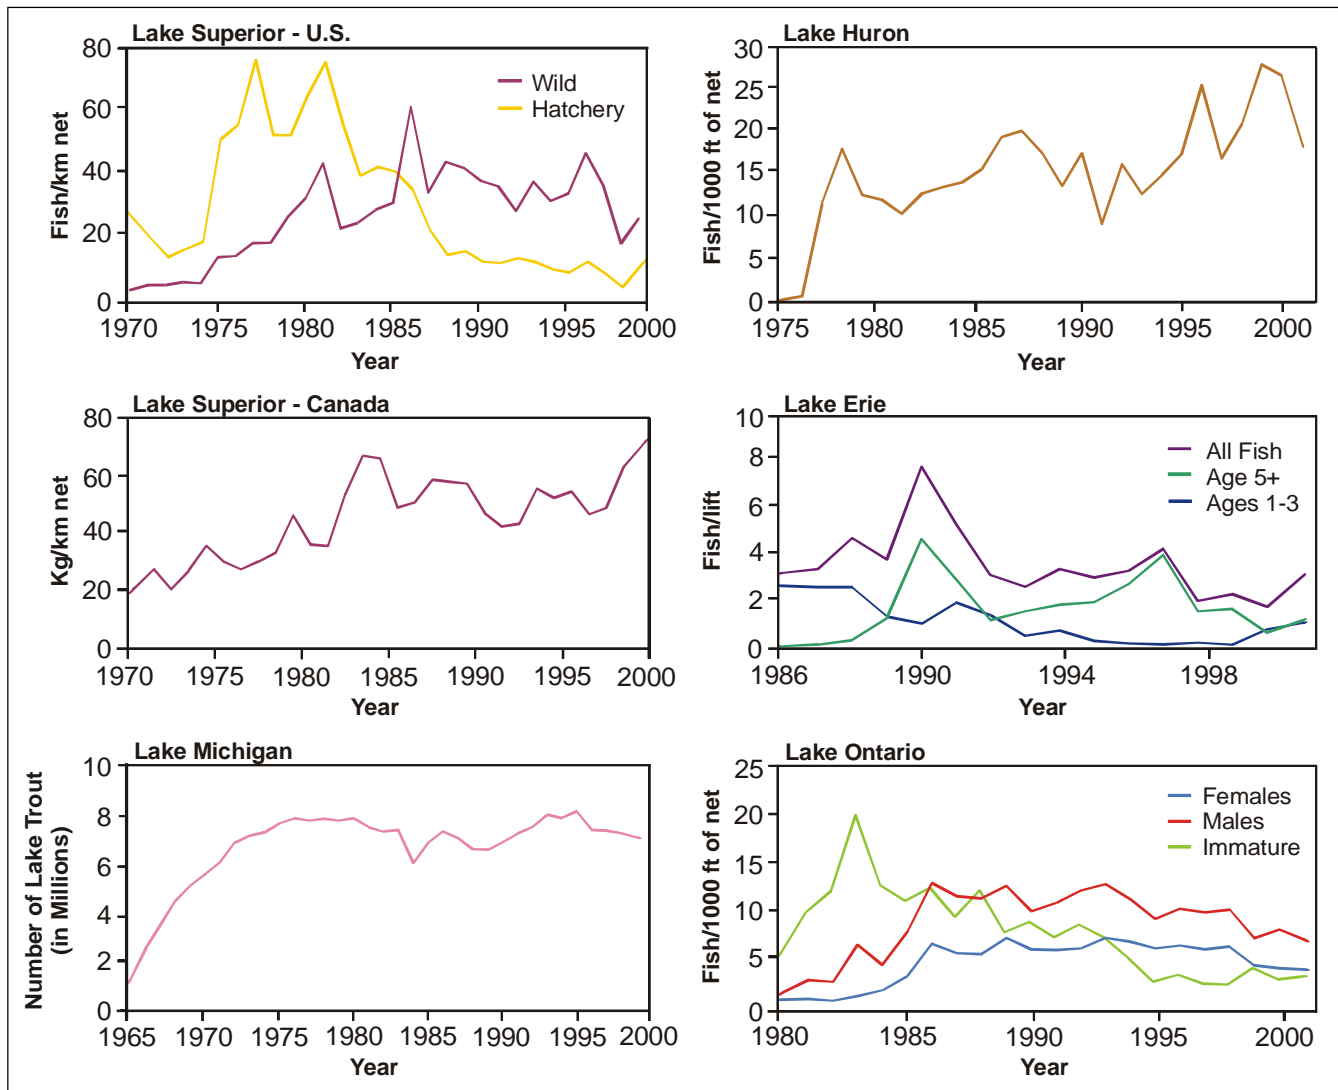 Lake Superior - U.S.
80
60
40
20
0
Fish/km net
Wild
Hatchery
1970 1975 1980 1985 1990 1995 2000
Year
Lake Huron
30
25
20
15
10
5
0
Fish/1000 ft of net
1975 1980 1985 1990 1995 2000
Year
Lake Superior - Canada
80
60
40
20
0
Kg/km net
1970 1975 1980 1985 1990 1995 2000
Year
Lake Erie
10
8
6
4
2
0
Fish/lift
All Fish
Age 5+
Ages 1-3
1986 1990 1994 1998
Year
Lake Michigan
10
8
6
4
2
0
Number of Lake Trout
(in Millions)
1965 1970 1975 1980 1985 1990 1995 2000
Year
Lake Ontario
25
20
15
10
5
0
Fish/1000 ft of net
Females
Males
Immature
1980 1985 1990 1995 2000
Year